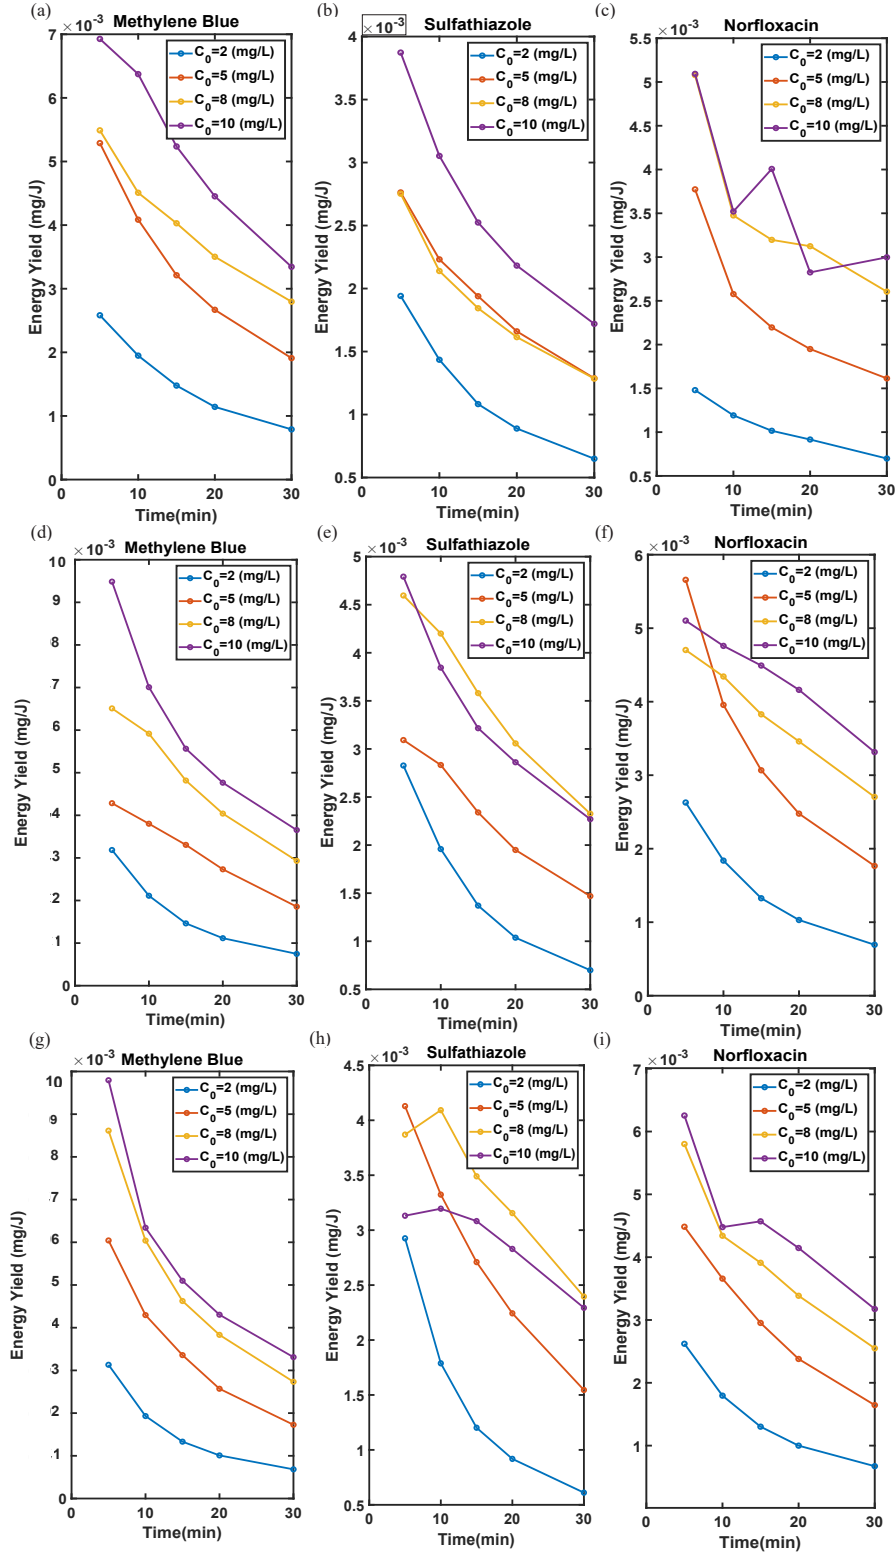 (a)
×10⁻³
Methylene Blue
C₀=2 (mg/L)
C₀=5 (mg/L)
C₀=8 (mg/L)
C₀=10 (mg/L)
Energy Yield (mg/J)
7
6
5
4
3
2
1
0
0 10 20 30
Time(min)
(b)
×10⁻³
Sulfathiazole
C₀=2 (mg/L)
C₀=5 (mg/L)
C₀=8 (mg/L)
C₀=10 (mg/L)
Energy Yield (mg/J)
4
3.5
3
2.5
2
1.5
1
0.5
0 10 20 30
Time(min)
(c)
×10⁻³
Norfloxacin
C₀=2 (mg/L)
C₀=5 (mg/L)
C₀=8 (mg/L)
C₀=10 (mg/L)
Energy Yield (mg/J)
5.5
5
4.5
4
3.5
3
2.5
2
1.5
1
0.5
0 10 20 30
Time(min)
(d)
×10⁻³
Methylene Blue
C₀=2 (mg/L)
C₀=5 (mg/L)
C₀=8 (mg/L)
C₀=10 (mg/L)
Energy Yield (mg/J)
10
9
8
7
6
5
4
3
2
1
0
0 10 20 30
Time(min)
(e)
×10⁻³
Sulfathiazole
C₀=2 (mg/L)
C₀=5 (mg/L)
C₀=8 (mg/L)
C₀=10 (mg/L)
Energy Yield (mg/J)
5
4.5
4
3.5
3
2.5
2
1.5
1
0.5
0 10 20 30
Time(min)
(f)
×10⁻³
Norfloxacin
C₀=2 (mg/L)
C₀=5 (mg/L)
C₀=8 (mg/L)
C₀=10 (mg/L)
Energy Yield (mg/J)
6
5
4
3
2
1
0
0 10 20 30
Time(min)
(g)
×10⁻³
Methylene Blue
C₀=2 (mg/L)
C₀=5 (mg/L)
C₀=8 (mg/L)
C₀=10 (mg/L)
Energy Yield (mg/J)
10
9
8
7
6
5
4
3
2
1
0
0 10 20 30
Time(min)
(h)
×10⁻³
Sulfathiazole
C₀=2 (mg/L)
C₀=5 (mg/L)
C₀=8 (mg/L)
C₀=10 (mg/L)
Energy Yield (mg/J)
4.5
4
3.5
3
2.5
2
1.5
1
0.5
0 10 20 30
Time(min)
(i)
×10⁻³
Norfloxacin
C₀=2 (mg/L)
C₀=5 (mg/L)
C₀=8 (mg/L)
C₀=10 (mg/L)
Energy Yield (mg/J)
7
6
5
4
3
2
1
0 10 20 30
Time(min)